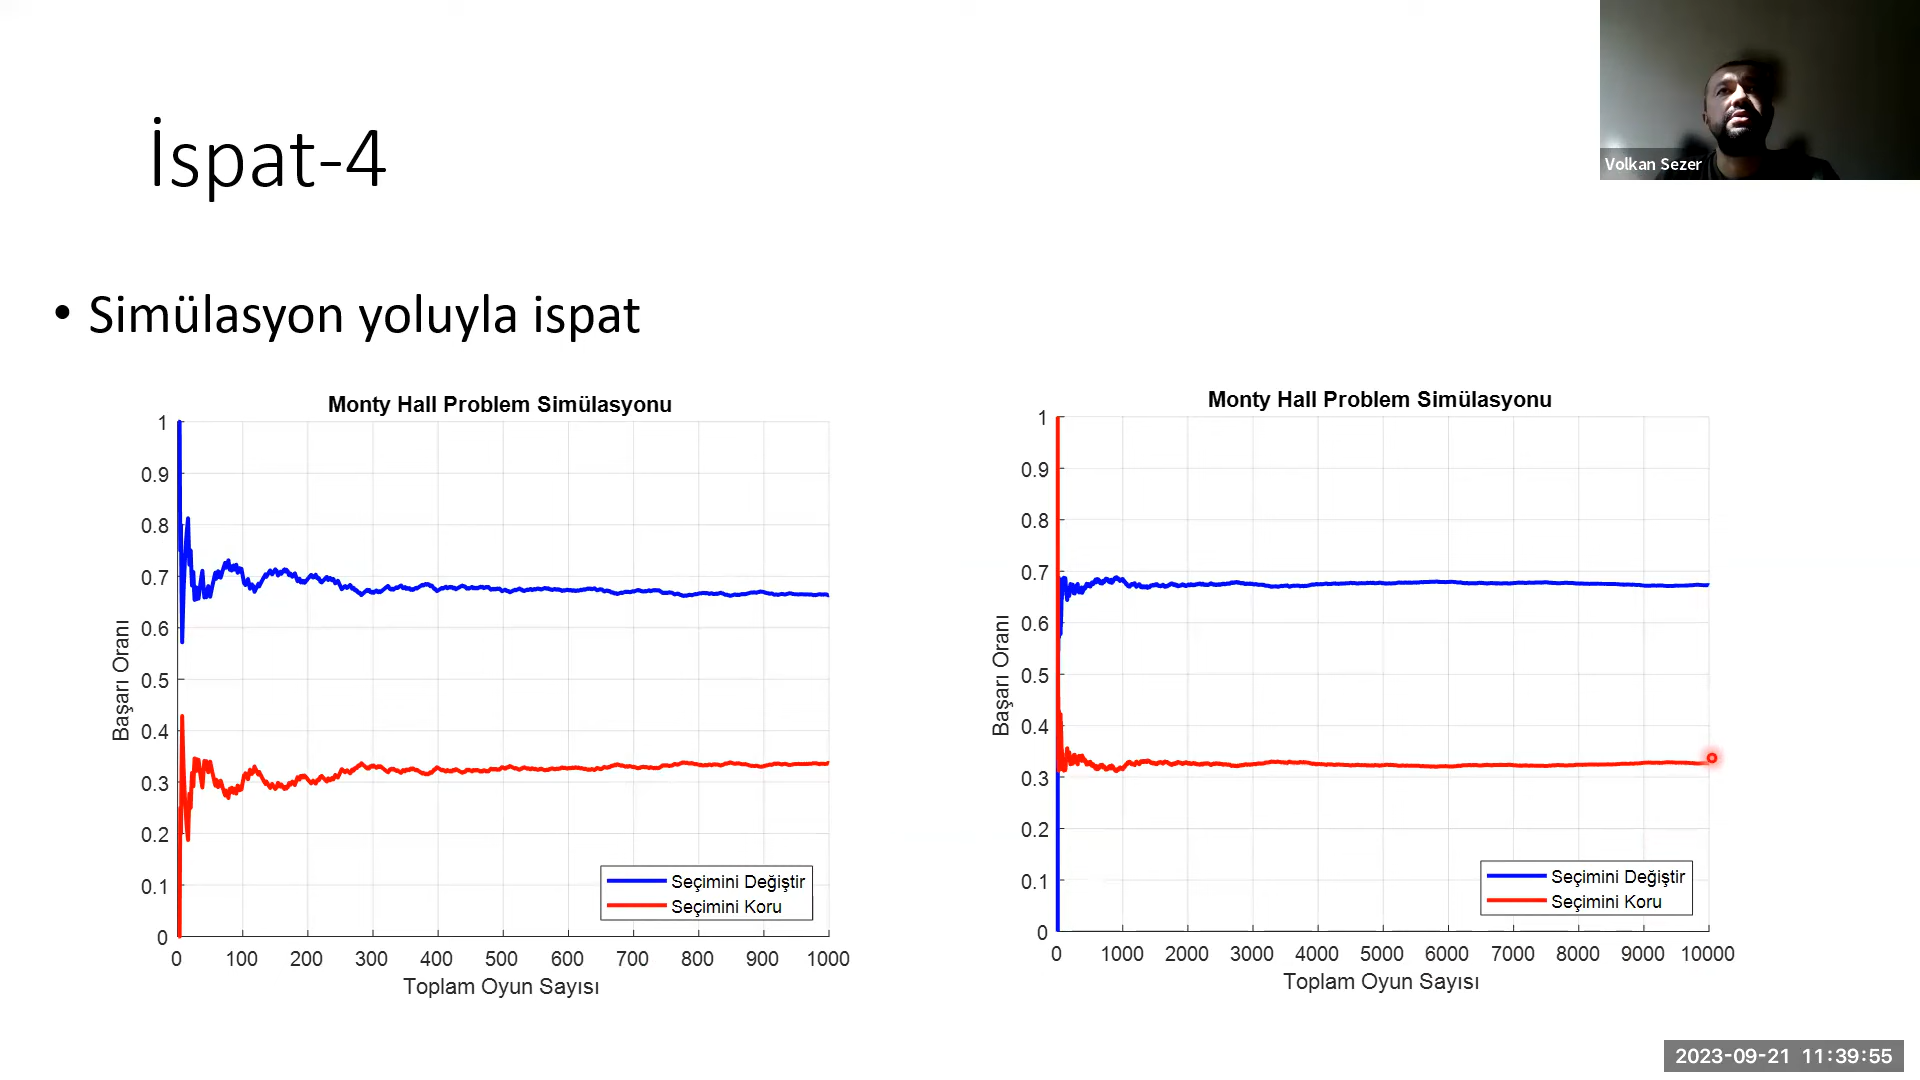 Volkan Sezer
İspat-4
• Simülasyon yoluyla ispat
Monty Hall Problem Simülasyonu
1
0.9
0.8
0.7
0.6
0.5
0.4
0.3
0.2
0.1
0
Başarı Oranı
0 100 200 300 400 500 600 700 800 900 1000
Toplam Oyun Sayısı
Seçimini Değiştir
Seçimini Koru
Monty Hall Problem Simülasyonu
1
0.9
0.8
0.7
0.6
0.5
0.4
0.3
0.2
0.1
0
Başarı Oranı
0 1000 2000 3000 4000 5000 6000 7000 8000 9000 10000
Toplam Oyun Sayısı
Seçimini Değiştir
Seçimini Koru
2023-09-21 11:39:55